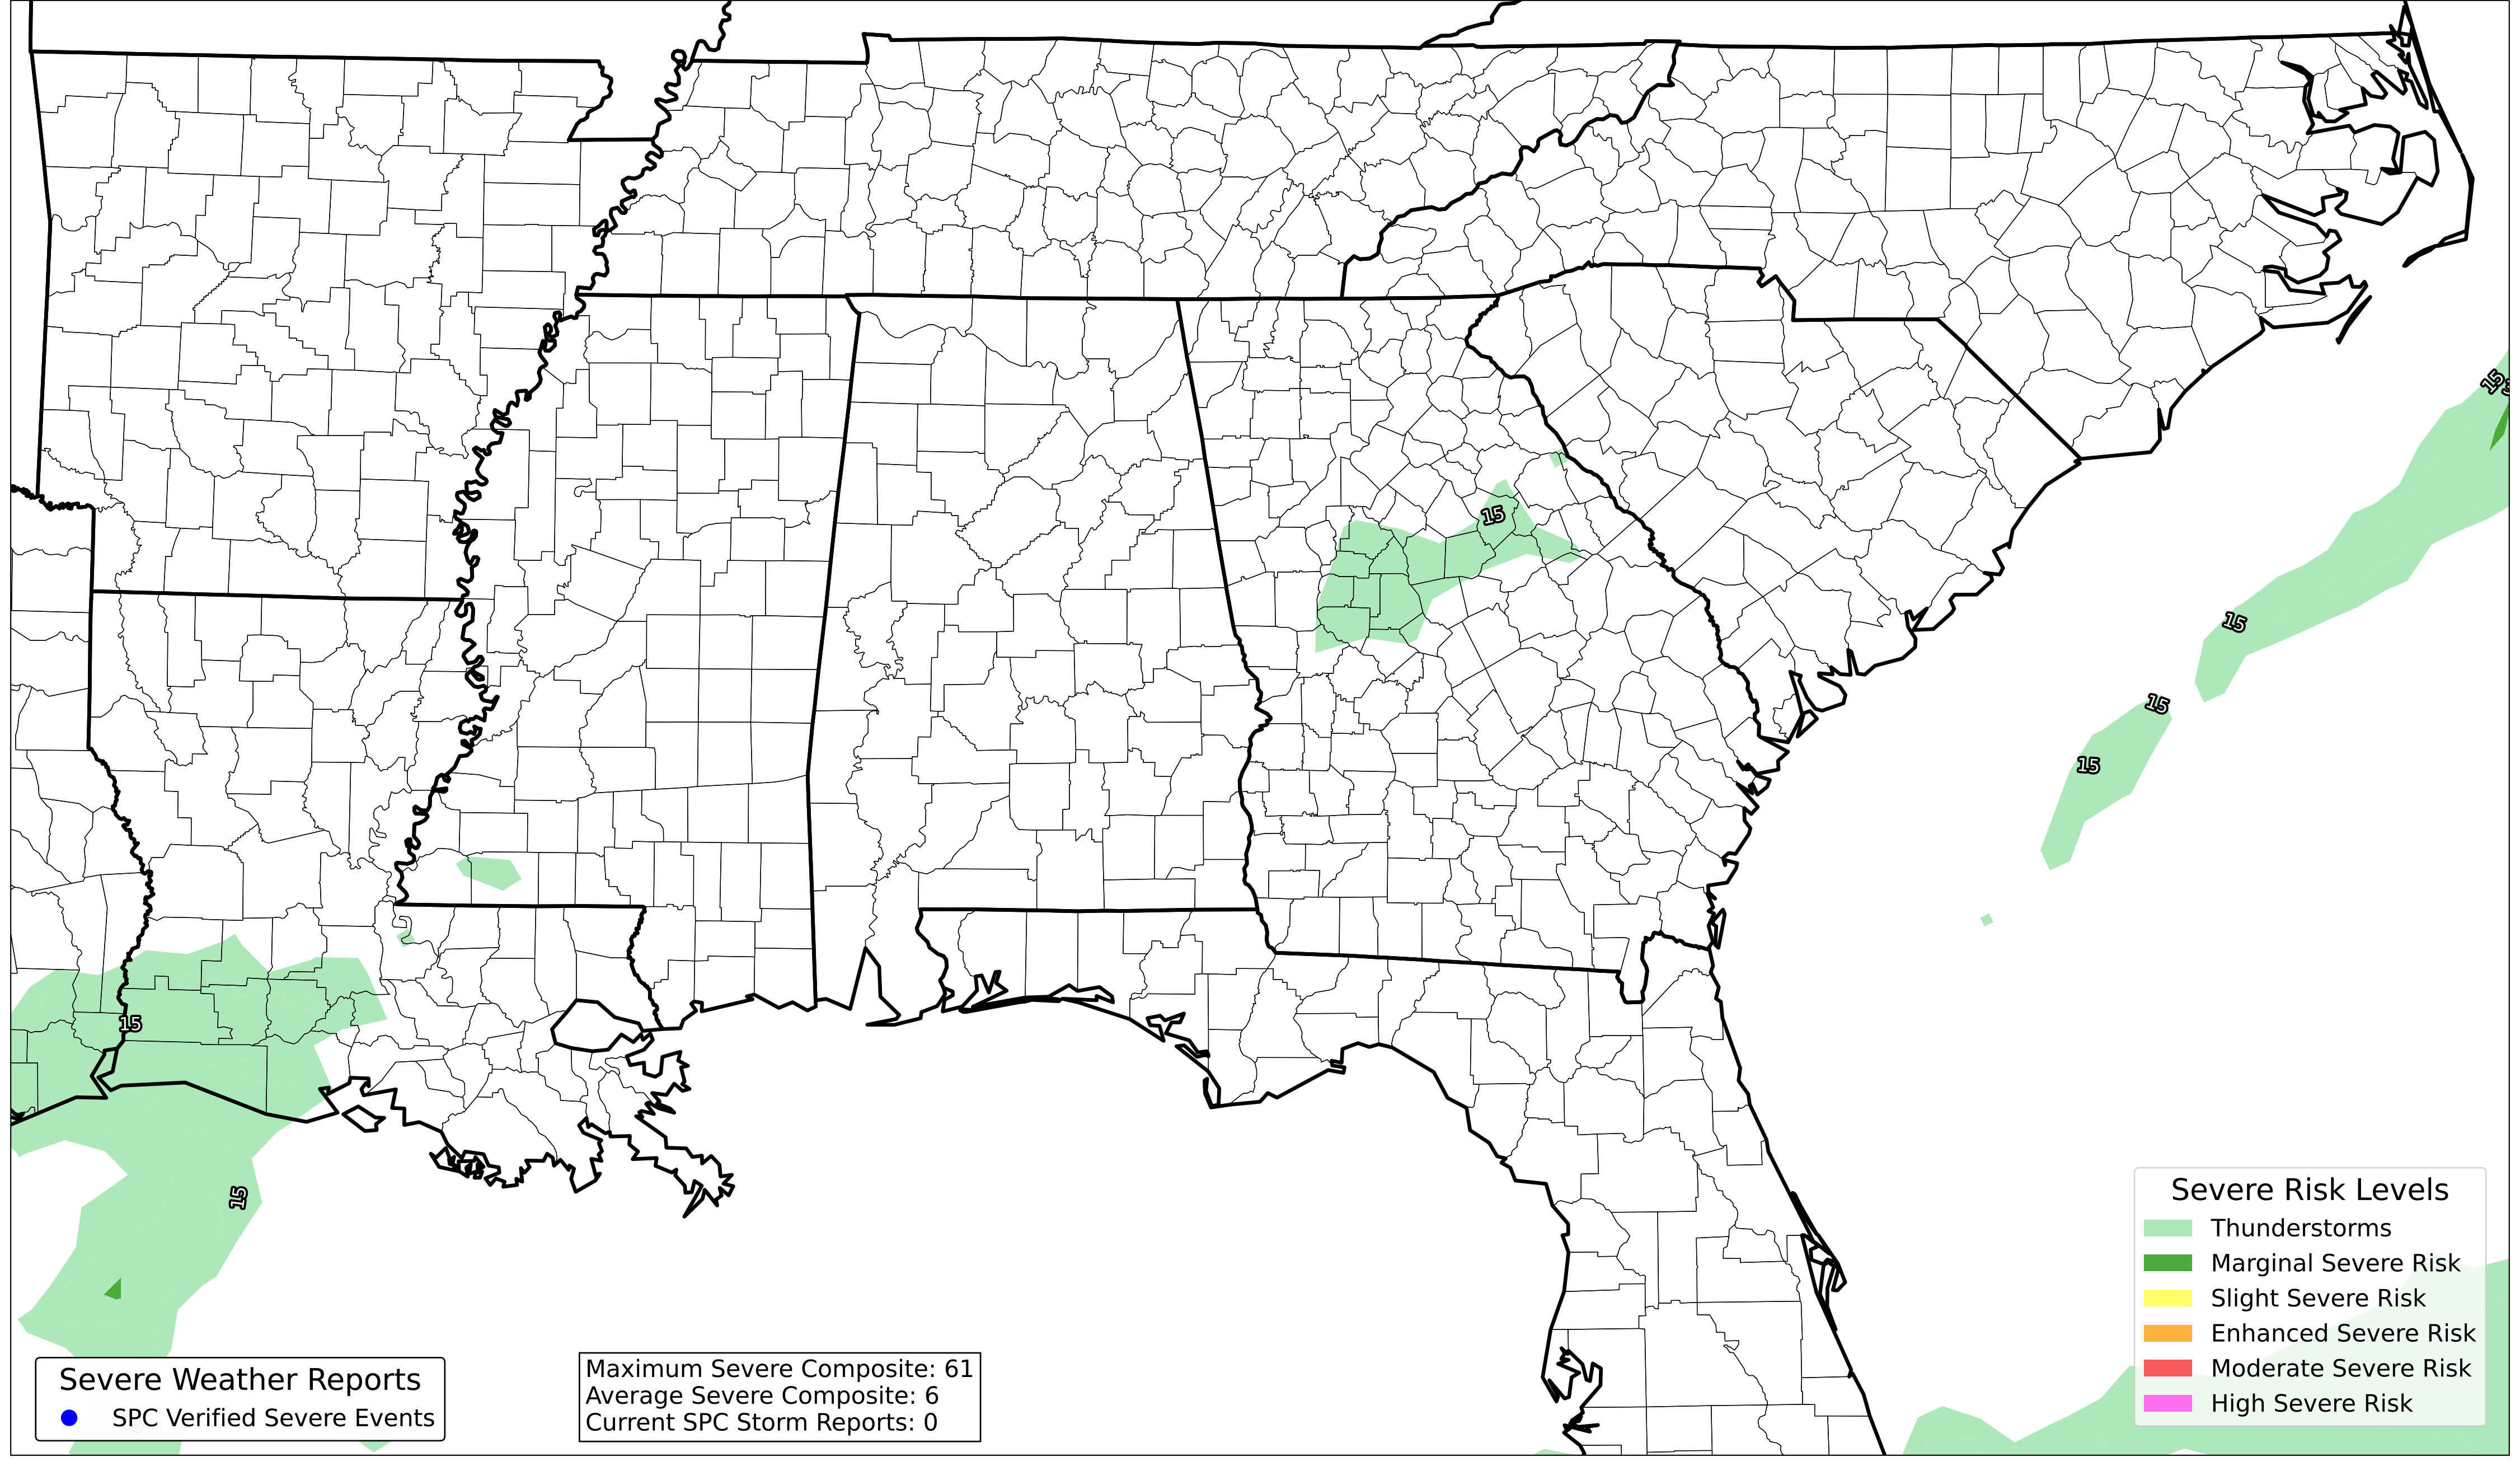 15
15
15
15
15
15
15
Severe Risk Levels
Thunderstorms
Marginal Severe Risk
Slight Severe Risk
Enhanced Severe Risk
Moderate Severe Risk
High Severe Risk
Severe Weather Reports
SPC Verified Severe Events
Maximum Severe Composite: 61
Average Severe Composite: 6
Current SPC Storm Reports: 0